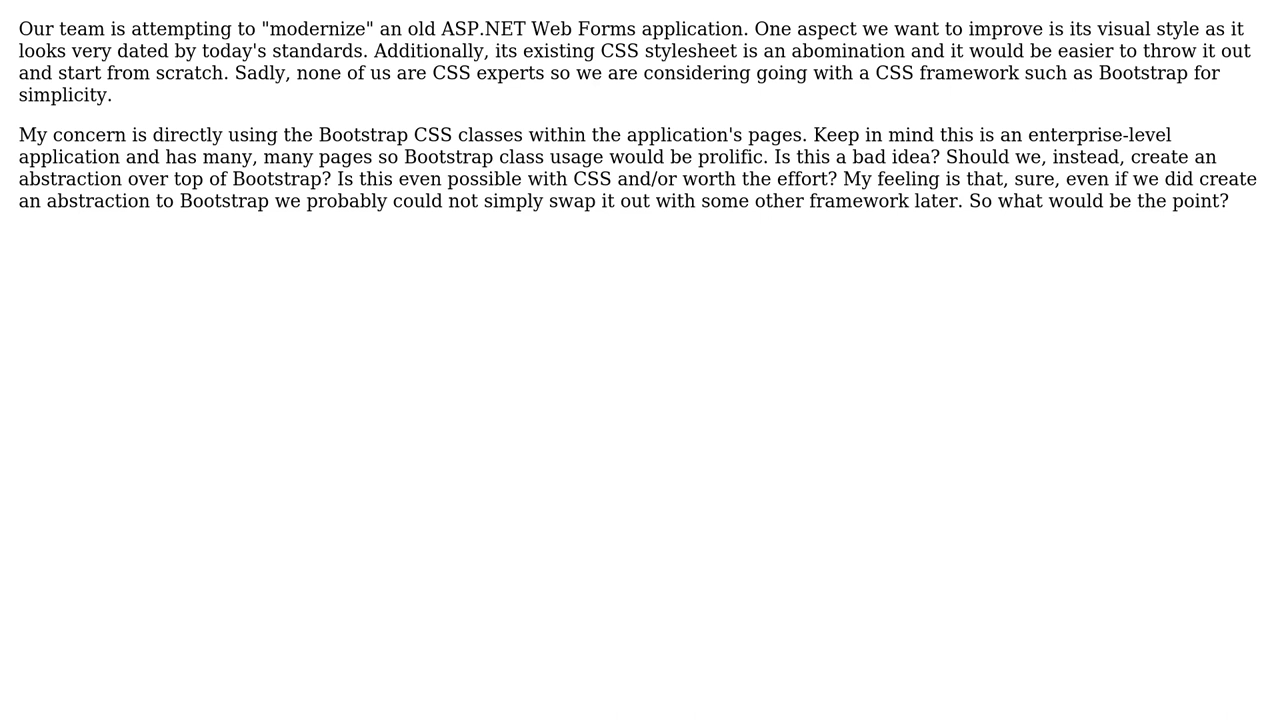 Our team is attempting to "modernize" an old ASP.NET Web Forms application. One aspect we want to improve is its visual style as it
looks very dated by today's standards. Additionally, its existing CSS stylesheet is an abomination and it would be easier to throw it out
and start from scratch. Sadly, none of us are CSS experts so we are considering going with a CSS framework such as Bootstrap for
simplicity.
My concern is directly using the Bootstrap CSS classes within the application's pages. Keep in mind this is an enterprise-level
application and has many, many pages so Bootstrap class usage would be prolific. Is this a bad idea? Should we, instead, create an
abstraction over top of Bootstrap? Is this even possible with CSS and/or worth the effort? My feeling is that, sure, even if we did create
an abstraction to Bootstrap we probably could not simply swap it out with some other framework later. So what would be the point?